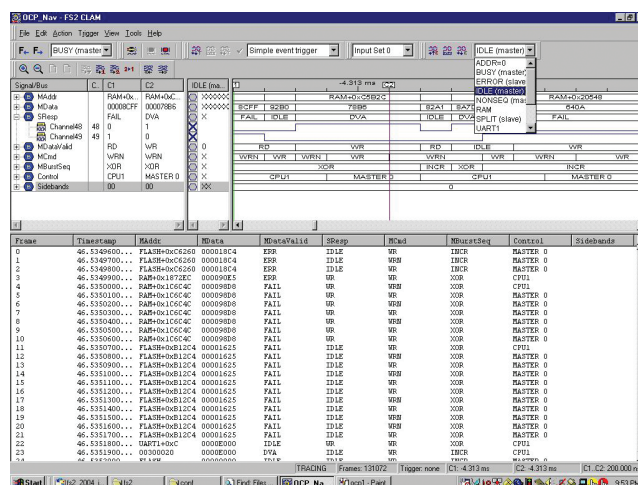 OCP_Nav - FS2 CLAM
File Edit Action Trigger View Tools Help
BUSY (master Simple event trigger Input Set 0 IDLE (master)
ADDR=0
BUSY (master
ERROR (slave
IDLE (master)
NONSEQ (mas
RAM
SPLIT (slave)
UART1
Signal/Bus C.. C1 C2 IDLE (ma... -4.313 ms
MAddr RAM+0x... RAM+0xC... XXXXXX RAM+0xC5B2C RAM+0x20548
MData 00008CFF 000078B6 XXXXXX 8CFF 92B0 78B6 82A1 640A
SResp FAIL DVA X FAIL IDLE DVA IDLE DVA FAIL
Channel48 48 0 1
Channel49 49 1 0
MDataValid RD WR 0 RD WR RD IDLE WR
MCmd WRN WRN X WRN WR WRN WR WRN WRN WR WRN
MBurstSeq XOR XOR X XOR INCR XOR INCR
Control CPU1 MASTER 0 X CPU1 MASTER 0 CPU1 MASTER 0
Sidebands 00 00 XX 0
Frame Timestamp MAddr MData MDataValid SResp MCmd MBurstSeq Control Sidebands
0 46.5349600... FLASH+0xC6260 000018C4 ERR IDLE WR INCR MASTER 0
1 46.5349700... FLASH+0xC6260 000018C4 ERR IDLE WRN INCR MASTER 0
2 46.5349800... FLASH+0xC6260 000018C4 ERR IDLE WR INCR MASTER 0
3 46.5349900... RAM+0x1872EC 000090E5 ERR WR WR XOR CPU1
4 46.5350000... RAM+0x1C6C4C 000098D8 FAIL WR WRN XOR CPU1
5 46.5350100... RAM+0x1C6C4C 000098D8 FAIL WR WR XOR MASTER 0
6 46.5350200... RAM+0x1C6C4C 000098D8 FAIL WR WRN XOR MASTER 0
7 46.5350300... RAM+0x1C6C4C 000098D8 FAIL WR WR XOR MASTER 0
8 46.5350400... RAM+0x1C6C4C 000098D8 FAIL WR WRN XOR MASTER 0
9 46.5350500... RAM+0x1C6C4C 000098D8 FAIL WR WR XOR MASTER 0
10 46.5350600... RAM+0x1C6C4C 000098D8 FAIL WR WR XOR MASTER 0
11 46.5350700... FLASH+0xB12C4 00001625 FAIL IDLE WR XOR CPU1
12 46.5350800... FLASH+0xB12C4 00001625 FAIL IDLE WRN XOR MASTER 0
13 46.5350900... FLASH+0xB12C4 00001625 FAIL IDLE WR XOR MASTER 0
14 46.5351000... FLASH+0xB12C4 00001625 FAIL IDLE WRN XOR MASTER 0
15 46.5351100... FLASH+0xB12C4 00001625 FAIL IDLE WR XOR MASTER 0
16 46.5351200... FLASH+0xB12C4 00001625 FAIL IDLE WR XOR MASTER 0
17 46.5351300... FLASH+0xB12C4 00001625 FAIL IDLE WRN XOR MASTER 0
18 46.5351400... FLASH+0xB12C4 00001625 FAIL IDLE WR XOR MASTER 0
19 46.5351500... FLASH+0xB12C4 00001625 FAIL IDLE WRN XOR MASTER 0
20 46.5351600... FLASH+0xB12C4 00001625 FAIL IDLE WRN XOR MASTER 0
21 46.5351700... FLASH+0xB12C4 00001625 FAIL IDLE WR XOR MASTER 0
22 46.5351800... UART1+0xC 0000E000 IDLE WR WR XOR CPU1
23 46.5351900... 00300020 0000E000 DVA IDLE WR INCR CPU1
TRACING Frames: 131072 Trigger: none C1: -4.313 ms C2: -4.313 ms C1..C2: 200.000 n
Start fs2_2004_i fs2 conf Find: Files OCP_Na ocp1 - Paint 9:53 PM